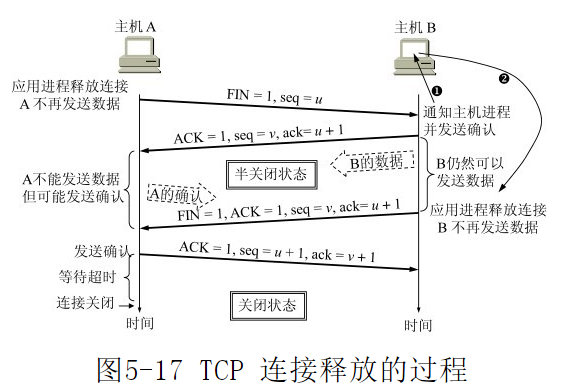 主机 A
主机 B
应用进程释放连接
A 不再发送数据
FIN = 1, seq = u
❶
❷
通知主机进程
并发送确认
ACK = 1, seq = v, ack= u + 1
A不能发送数据
但可能发送确认
半关闭状态
B的数据
A的确认
B仍然可以
发送数据
FIN = 1, ACK = 1, seq = v, ack= u + 1
应用进程释放连接
B 不再发送数据
发送确认
ACK = 1, seq = u + 1, ack = v + 1
等待超时
连接关闭
关闭状态
时间
时间
图5-17 TCP 连接释放的过程